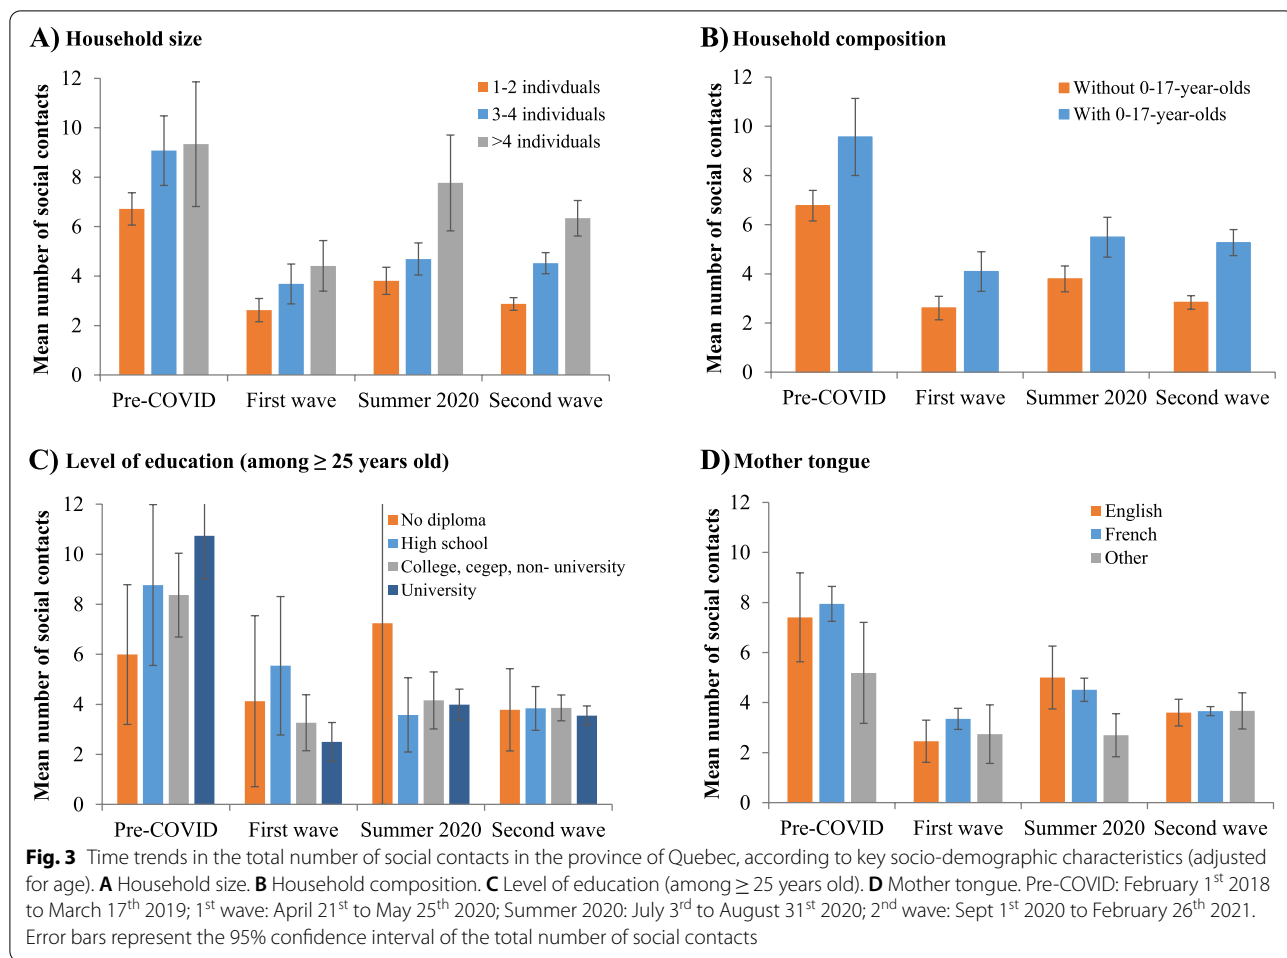 A) Household size
12
10
8
6
4
2
0
Mean number of social contacts
1-2 indivduals
3-4 individuals
>4 individuals
Pre-COVID First wave Summer 2020 Second wave
B) Household composition
12
10
8
6
4
2
0
Mean number of social contacts
Without 0-17-year-olds
With 0-17-year-olds
Pre-COVID First wave Summer 2020 Second wave
C) Level of education (among ≥ 25 years old)
12
10
8
6
4
2
0
Mean number of social contacts
No diploma
High school
College, cegep, non- university
University
Pre-COVID First wave Summer 2020 Second wave
D) Mother tongue
12
10
8
6
4
2
0
Mean number of social contacts
English
French
Other
Pre-COVID First wave Summer 2020 Second wave
Fig. 3 Time trends in the total number of social contacts in the province of Quebec, according to key socio-demographic characteristics (adjusted
for age). A Household size. B Household composition. C Level of education (among ≥ 25 years old). D Mother tongue. Pre-COVID: February 1st 2018
to March 17th 2019; 1st wave: April 21st to May 25th 2020; Summer 2020: July 3rd to August 31st 2020; 2nd wave: Sept 1st 2020 to February 26th 2021.
Error bars represent the 95% confidence interval of the total number of social contacts